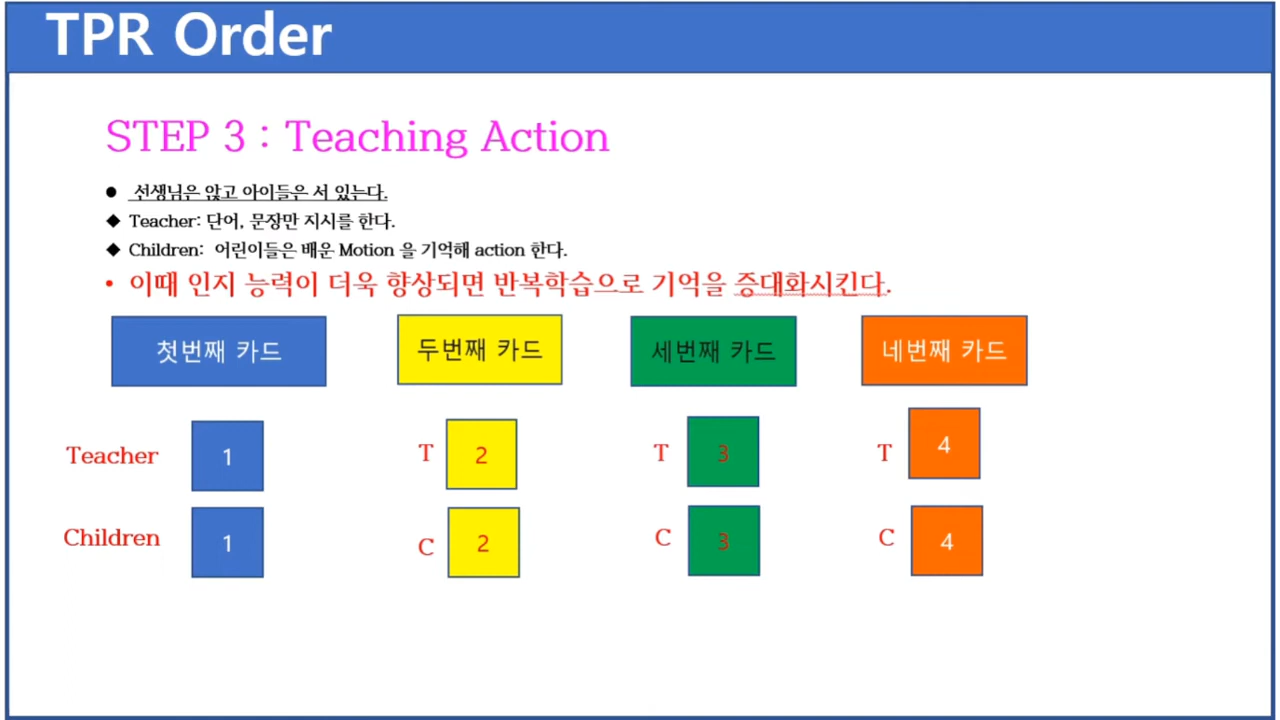 TPR Order
STEP 3 : Teaching Action
● 선생님은 앉고 아이들은 서 있는다.
◆ Teacher: 단어, 문장만 지시를 한다.
◆ Children: 어린이들은 배운 Motion 을 기억해 action 한다.
• 이때 인지 능력이 더욱 향상되면 반복학습으로 기억을 증대화시킨다.
첫번째 카드 두번째 카드 세번째 카드 네번째 카드
Teacher 1 T 2 T 3 T 4
Children 1 C 2 C 3 C 4